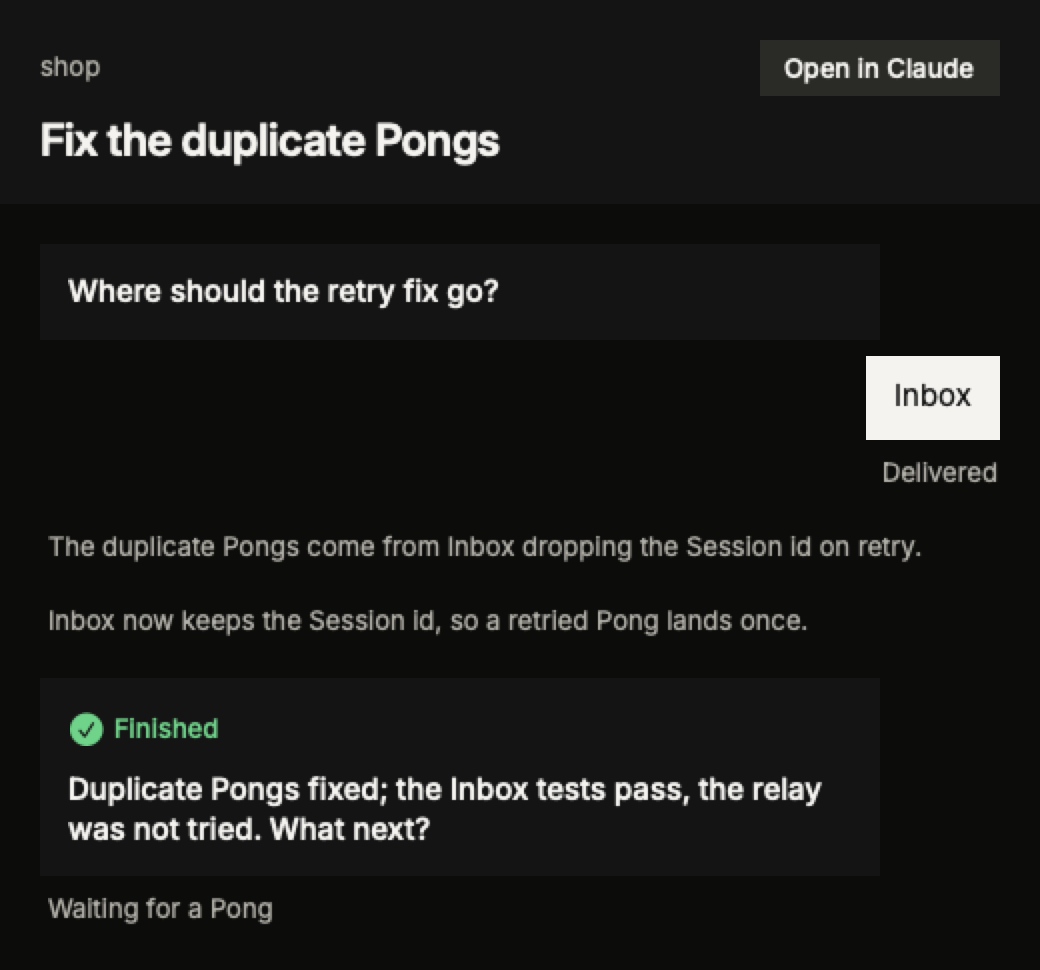 shop
Open in Claude
Fix the duplicate Pongs
Where should the retry fix go?
Inbox
Delivered
The duplicate Pongs come from Inbox dropping the Session id on retry.
Inbox now keeps the Session id, so a retried Pong lands once.
Finished
Duplicate Pongs fixed; the Inbox tests pass, the relay
was not tried. What next?
Waiting for a Pong